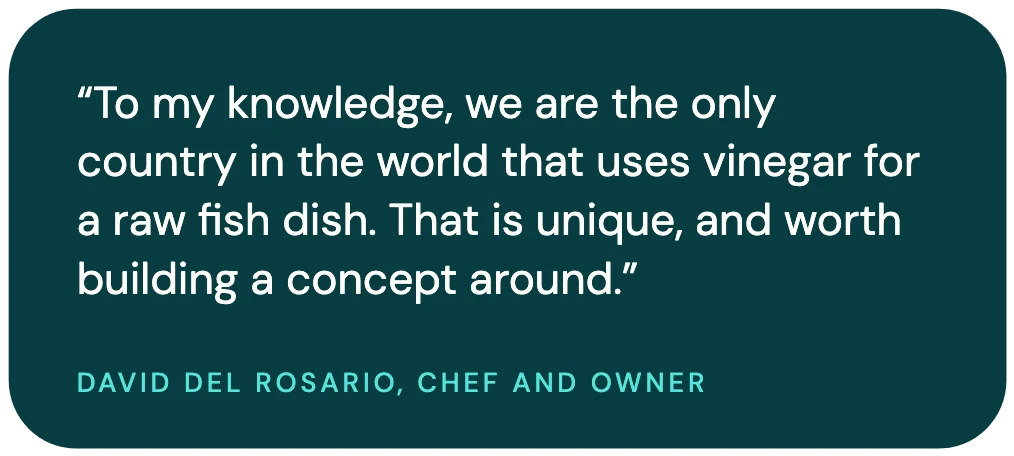 “To my knowledge, we are the only
country in the world that uses vinegar for
a raw fish dish. That is unique, and worth
building a concept around.”
DAVID DEL ROSARIO, CHEF AND OWNER